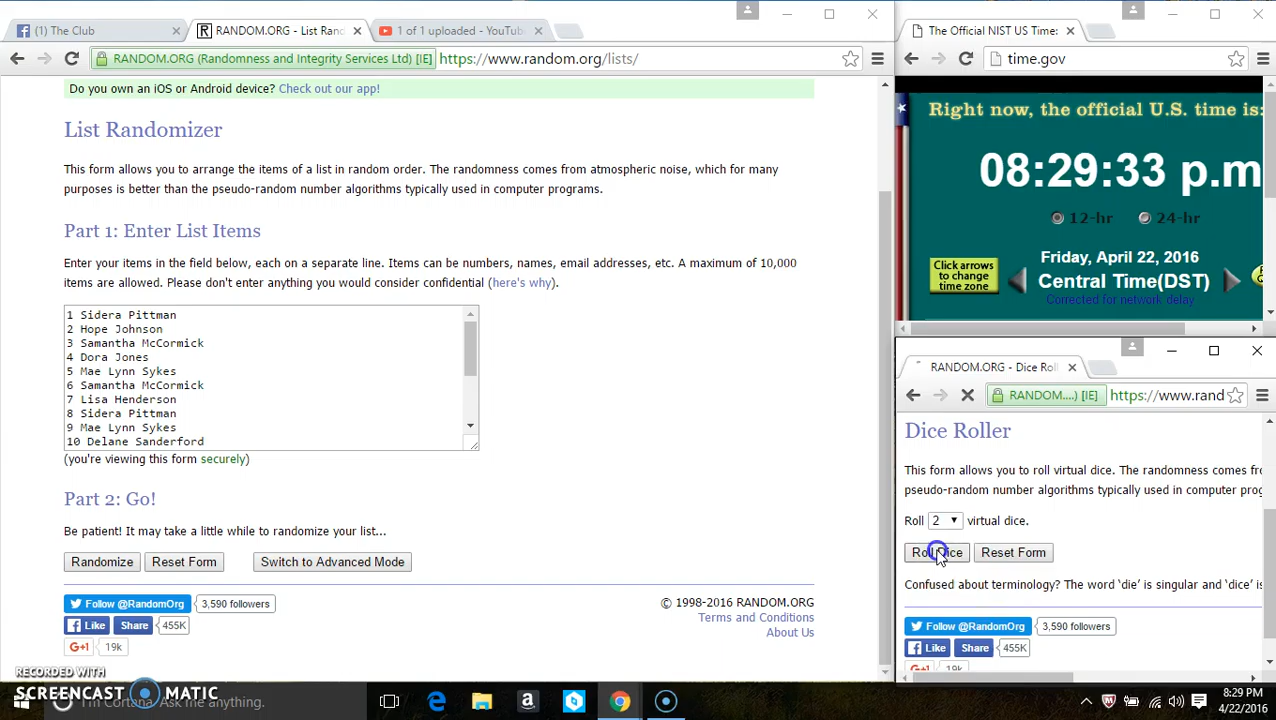 (1) The Club
RANDOM.ORG - List Ran
1 of 1 uploaded - YouTub
RANDOM.ORG (Randomness and Integrity Services Ltd) [IE]
https://www.random.org/lists/
Do you own an iOS or Android device? Check out our app!
List Randomizer
This form allows you to arrange the items of a list in random order. The randomness comes from atmospheric noise, which for many
purposes is better than the pseudo-random number algorithms typically used in computer programs.
Part 1: Enter List Items
Enter your items in the field below, each on a separate line. Items can be numbers, names, email addresses, etc. A maximum of 10,000
items are allowed. Please don't enter anything you would consider confidential (here's why).
1 Sidera Pittman
2 Hope Johnson
3 Samantha McCormick
4 Dora Jones
5 Mae Lynn Sykes
6 Samantha McCormick
7 Lisa Henderson
8 Sidera Pittman
9 Mae Lynn Sykes
10 Delane Sanderford
(you're viewing this form securely)
Part 2: Go!
Be patient! It may take a little while to randomize your list...
Randomize
Reset Form
Switch to Advanced Mode
Follow @RandomOrg
3,590 followers
Like
Share
455K
G+1
19k
© 1998-2016 RANDOM.ORG
Terms and Conditions
About Us
The Official NIST US Time:
time.gov
Right now, the official U.S. time is:
08:29:33 p.m
12-hr
24-hr
Click arrows
to change
time zone
Friday, April 22, 2016
Central Time(DST)
Corrected for network delay
RANDOM.ORG - Dice Rol
RANDOM....) [IE]
https://www.rand
Dice Roller
This form allows you to roll virtual dice. The randomness comes fr
pseudo-random number algorithms typically used in computer prog
Roll 2 virtual dice.
Roll Dice
Reset Form
Confused about terminology? The word 'die' is singular and 'dice' is
Follow @RandomOrg
3,590 followers
Like
Share
455K
G+1
19k
RECORDED WITH
SCREENCAST MATIC
I'm Cortana. Ask me anything.
8:29 PM
4/22/2016